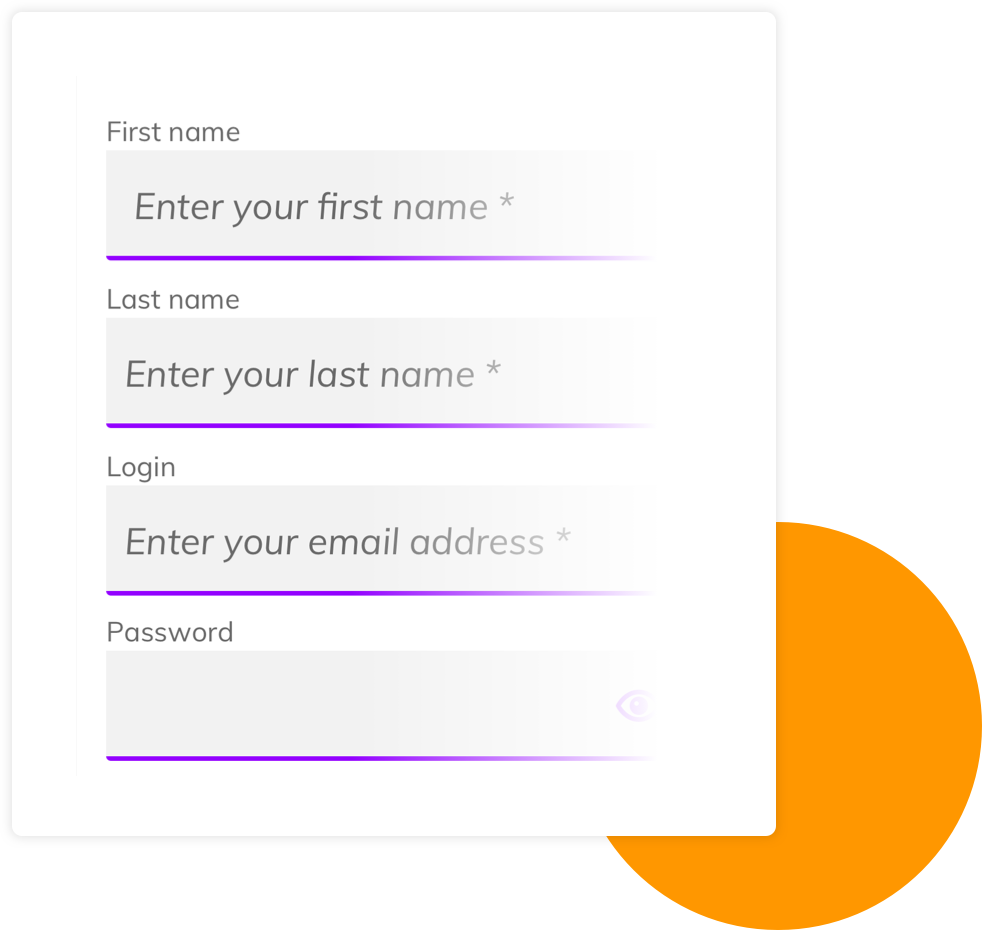 First name
Enter your first name *
Last name
Enter your last name *
Login
Enter your email address *
Password